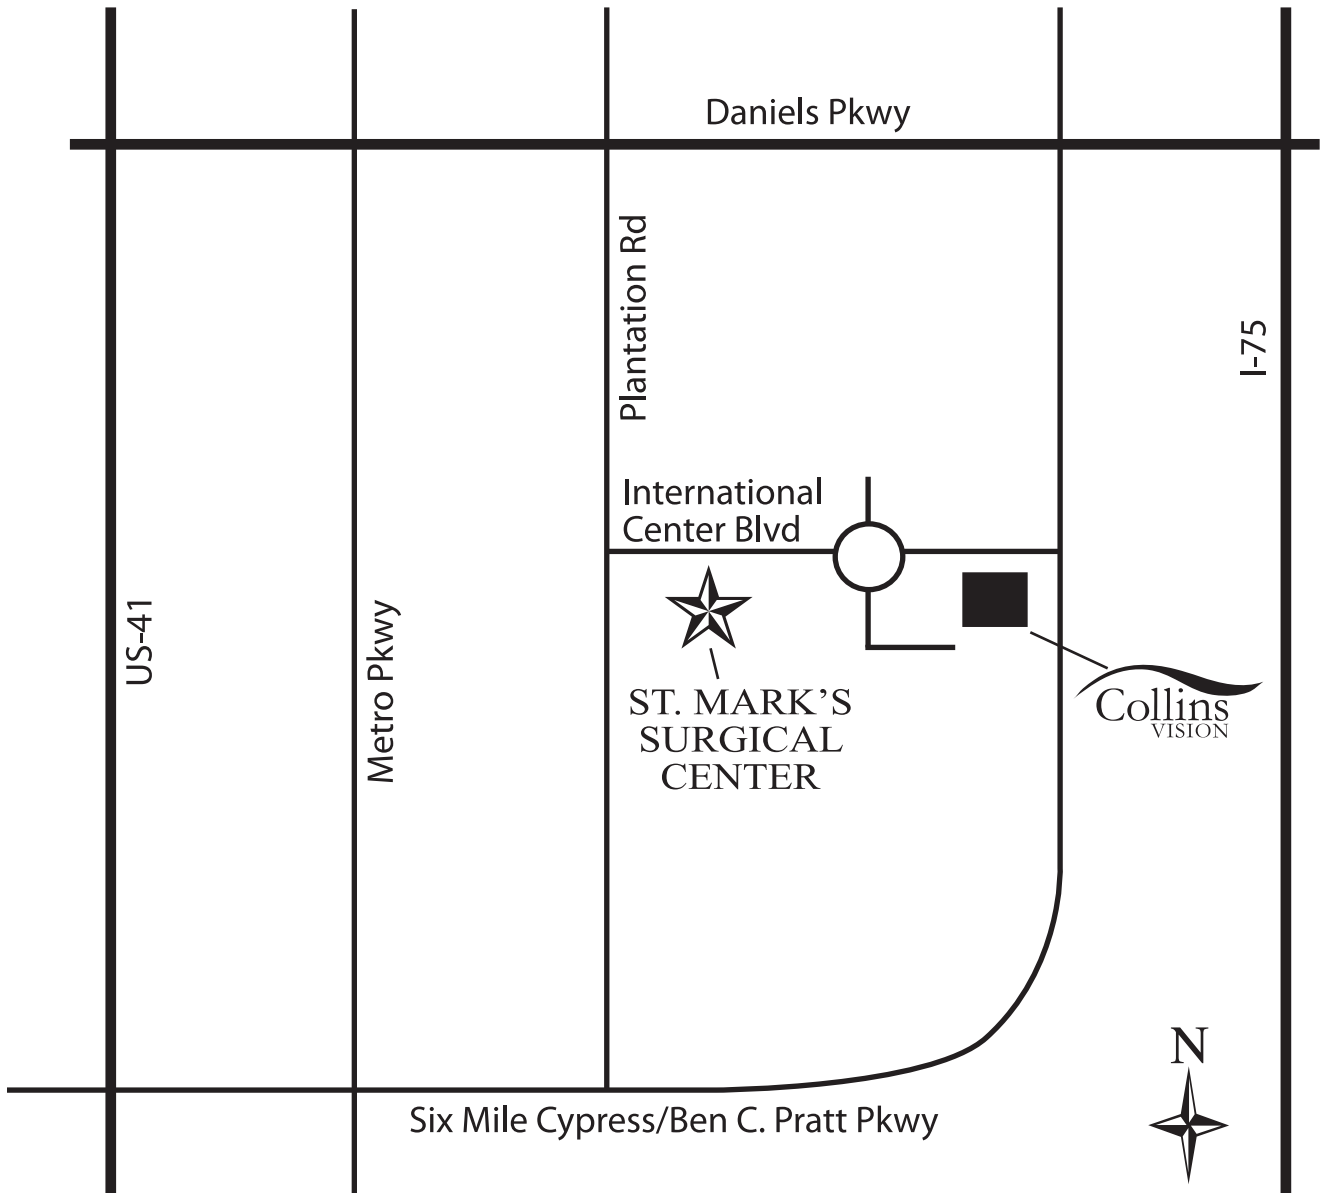 Daniels Pkwy
Plantation Rd
I-75
International
Center Blvd
US-41
Metro Pkwy
ST. MARK'S
SURGICAL
CENTER
Collins
VISION
N
Six Mile Cypress/Ben C. Pratt Pkwy